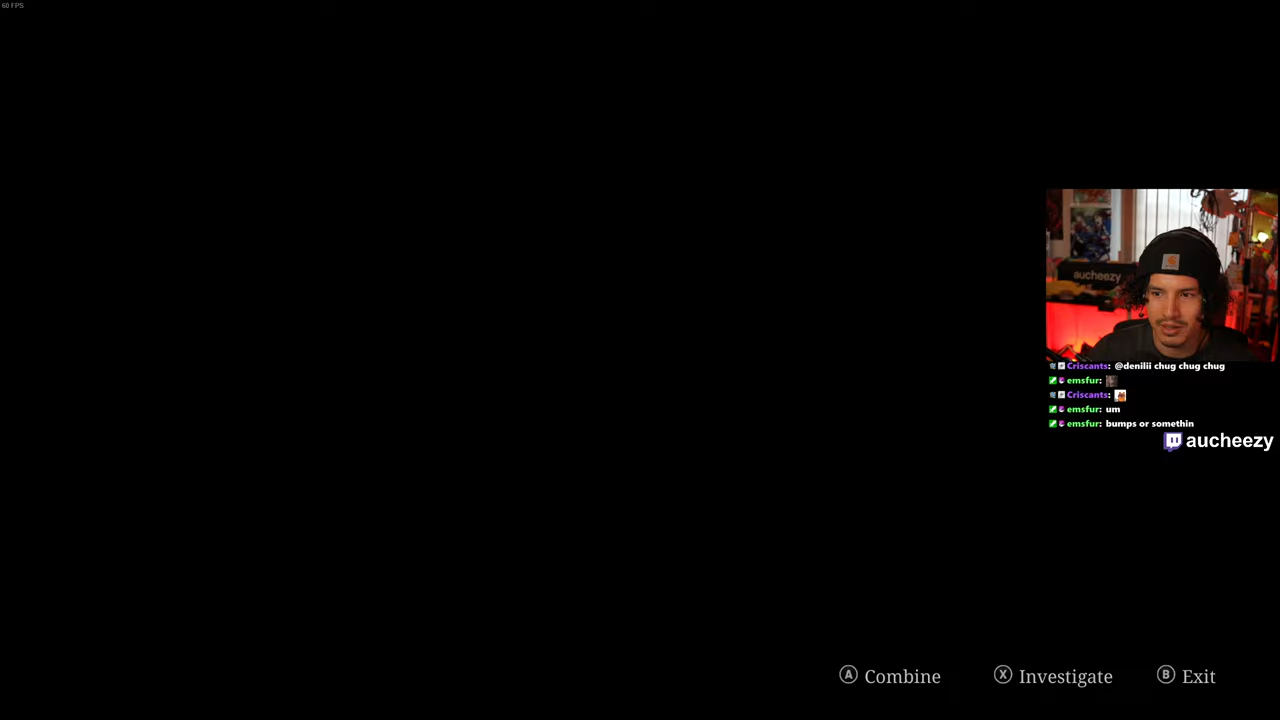 60 FPS
aucheezy
Criscants: @denilii chug chug chug
emsfur:
Criscants:
emsfur: um
emsfur: bumps or somethin
aucheezy
A Combine X Investigate B Exit